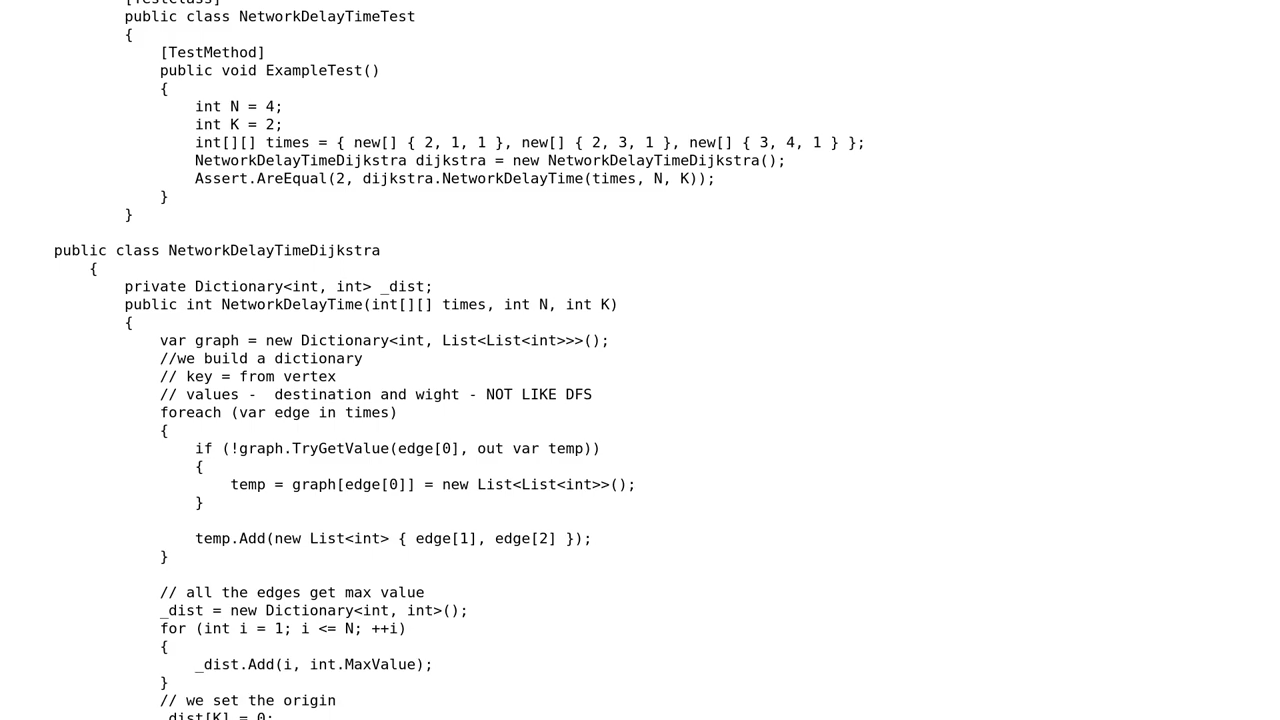 [TestClass]
public class NetworkDelayTimeTest
{
[TestMethod]
public void ExampleTest()
{
int N = 4;
int K = 2;
int[][] times = { new[] { 2, 1, 1 }, new[] { 2, 3, 1 }, new[] { 3, 4, 1 } };
NetworkDelayTimeDijkstra dijkstra = new NetworkDelayTimeDijkstra();
Assert.AreEqual(2, dijkstra.NetworkDelayTime(times, N, K));
}
}
public class NetworkDelayTimeDijkstra
{
private Dictionary<int, int> _dist;
public int NetworkDelayTime(int[][] times, int N, int K)
{
var graph = new Dictionary<int, List<List<int>>>();
//we build a dictionary
// key = from vertex
// values -  destination and wight - NOT LIKE DFS
foreach (var edge in times)
{
if (!graph.TryGetValue(edge[0], out var temp))
{
temp = graph[edge[0]] = new List<List<int>>();
}
temp.Add(new List<int> { edge[1], edge[2] });
}
// all the edges get max value
_dist = new Dictionary<int, int>();
for (int i = 1; i <= N; ++i)
{
_dist.Add(i, int.MaxValue);
}
// we set the origin
_dist[K] = 0;